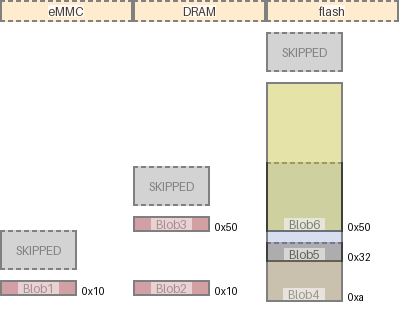 eMMC
DRAM
flash
SKIPPED
SKIPPED
Blob6 0x50
Blob3 0x50
SKIPPED
Blob5 0x32
Blob1 0x10
Blob2 0x10
Blob4 0xa